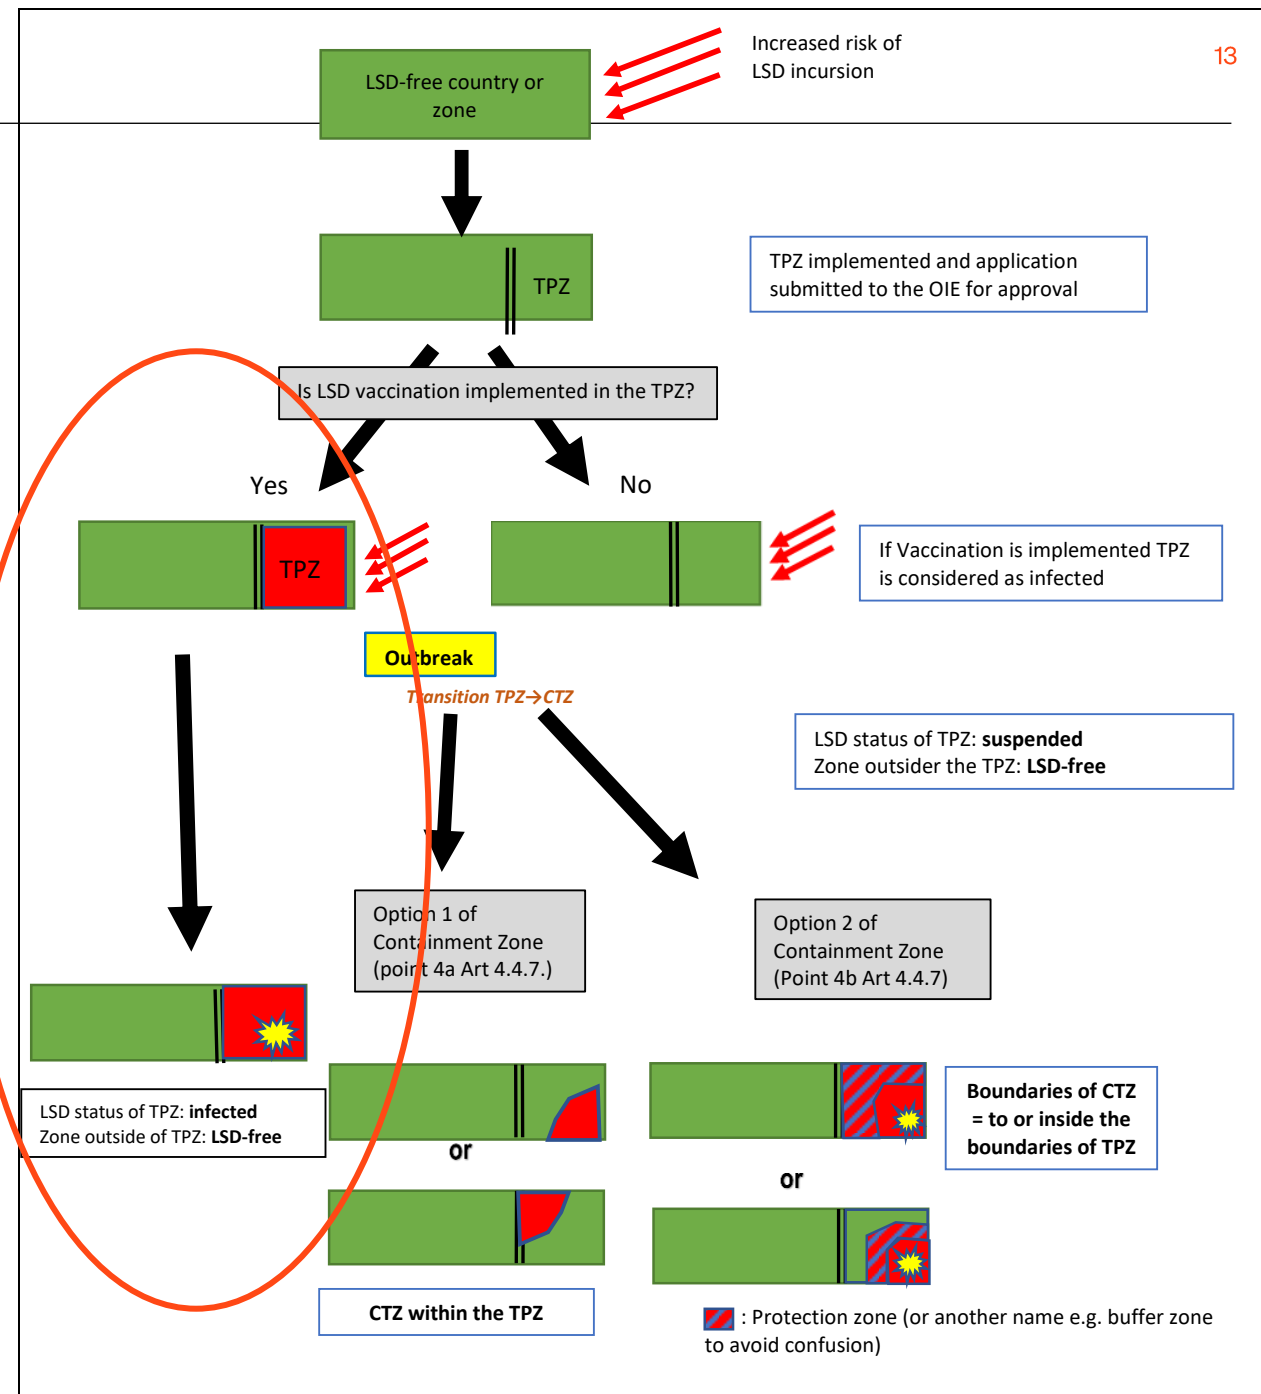 Increased risk of
LSD incursion
13
LSD-free country or
zone
TPZ
TPZ implemented and application
submitted to the OIE for approval
Is LSD vaccination implemented in the TPZ?
Yes
No
TPZ
If Vaccination is implemented TPZ
is considered as infected
Outbreak
Transition TPZ→CTZ
LSD status of TPZ: suspended
Zone outsider the TPZ: LSD-free
Option 1 of
Containment Zone
(point 4a Art 4.4.7.)
Option 2 of
Containment Zone
(Point 4b Art 4.4.7)
LSD status of TPZ: infected
Zone outside of TPZ: LSD-free
or
Boundaries of CTZ
= to or inside the
boundaries of TPZ
or
CTZ within the TPZ
: Protection zone (or another name e.g. buffer zone
to avoid confusion)